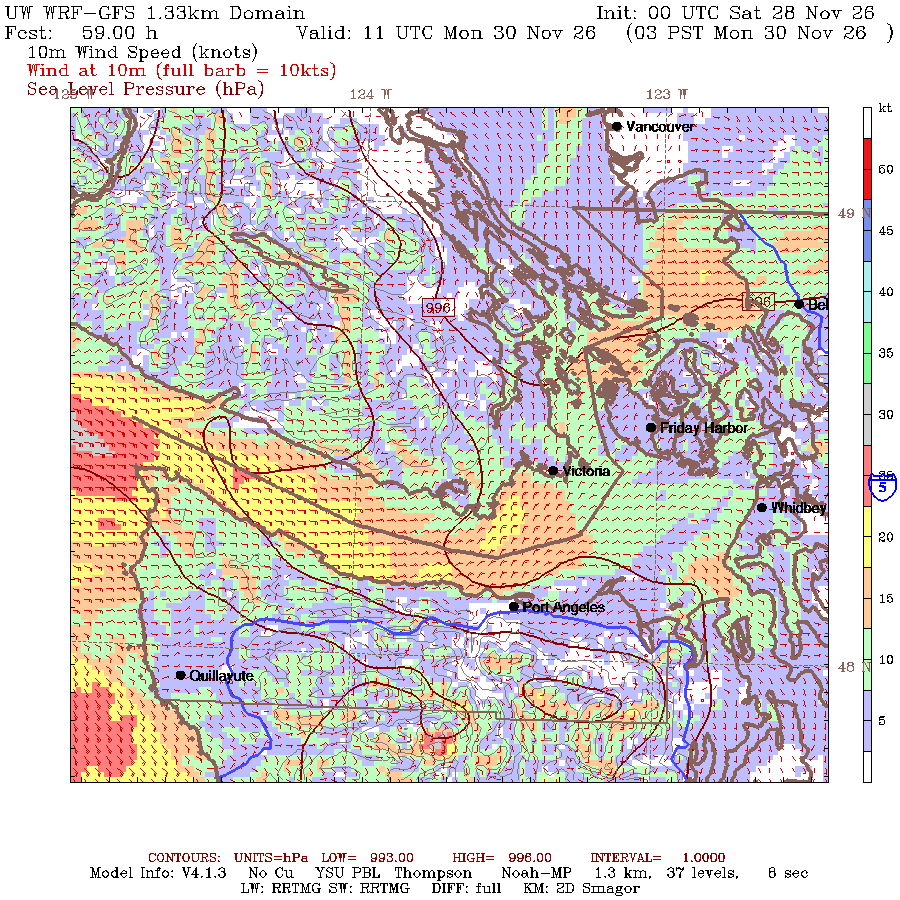 UW WRF-GFS 1.33km Domain Init: 00 UTC Sat 28 Nov 26
Fcst: 59.00 h Valid: 11 UTC Mon 30 Nov 26 (03 PST Mon 30 Nov 26 )
10m Wind Speed (knots)
Wind at 10m (full barb = 10kts)
Sea Level Pressure (hPa)
125 W 124 W 123 W
kt
Vancouver
60
49 N
45
40
996
996
Bel
35
30
Friday Harbor
Victoria
25
5
Whidbey
20
15
Port Angeles
10
48 N
Quillayute
5
CONTOURS: UNITS=hPa LOW= 993.00 HIGH= 996.00 INTERVAL= 1.0000
Model Info: V4.1.3 No Cu YSU PBL Thompson Noah-MP 1.3 km, 37 levels, 8 sec
LW: RRTMG SW: RRTMG DIFF: full KM: 2D Smagor